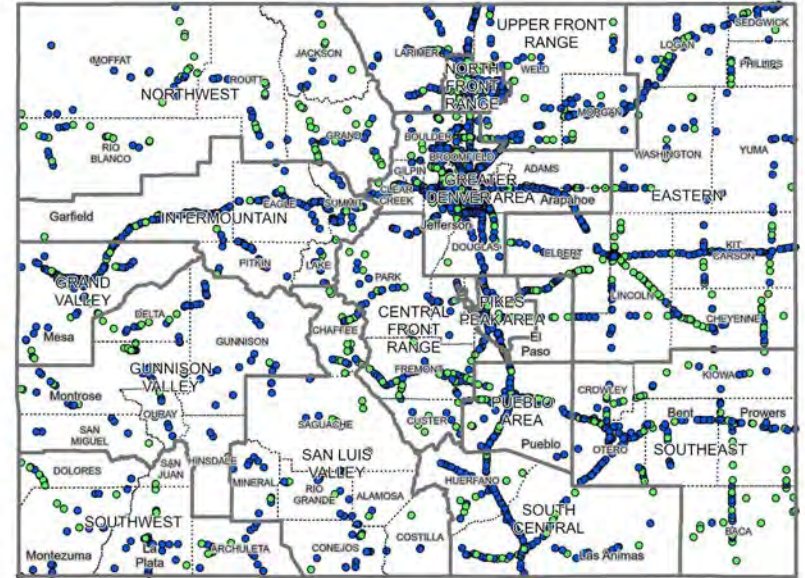 UPPER FRONT
RANGE
SEDGWICK
LOGAN
PHILLIPS
MOFFAT
JACKSON
LARIMER
ROUTT
NORTHWEST
NORTH
FRONT
RANGE
WELD
MORGAN
GRAND
BOULDER
RIO
BLANCO
BROOMFIELD
WASHINGTON
YUMA
GILPIN
ADAMS
GREATER
DENVER AREA
CLEAR
CREEK
Arapahoe
EASTERN
Garfield
INTERMOUNTAIN
EAGLE
SUMMIT
Jefferson
DOUGLAS
ELBERT
KIT
CARSON
PITKIN
LAKE
PARK
GRAND
VALLEY
LINCOLN
CHEYENNE
DELTA
Mesa
GUNNISON
CHAFFEE
CENTRAL
FRONT
RANGE
PIKES
PEAK AREA
El
Paso
GUNNISON
VALLEY
Montrose
FREMONT
CROWLEY
KIOWA
OURAY
SAN
MIGUEL
SAGUACHE
CUSTER
PUEBLO
AREA
Pueblo
Bent
Prowers
OTERO
SOUTHEAST
DOLORES
SAN
JUAN
HINSDALE
MINERAL
SAN LUIS
VALLEY
RIO
GRANDE
ALAMOSA
HUERFANO
SOUTHWEST
SOUTH
CENTRAL
BACA
Montezuma
La
Plata
ARCHULETA
CONEJOS
COSTILLA
Las Animas